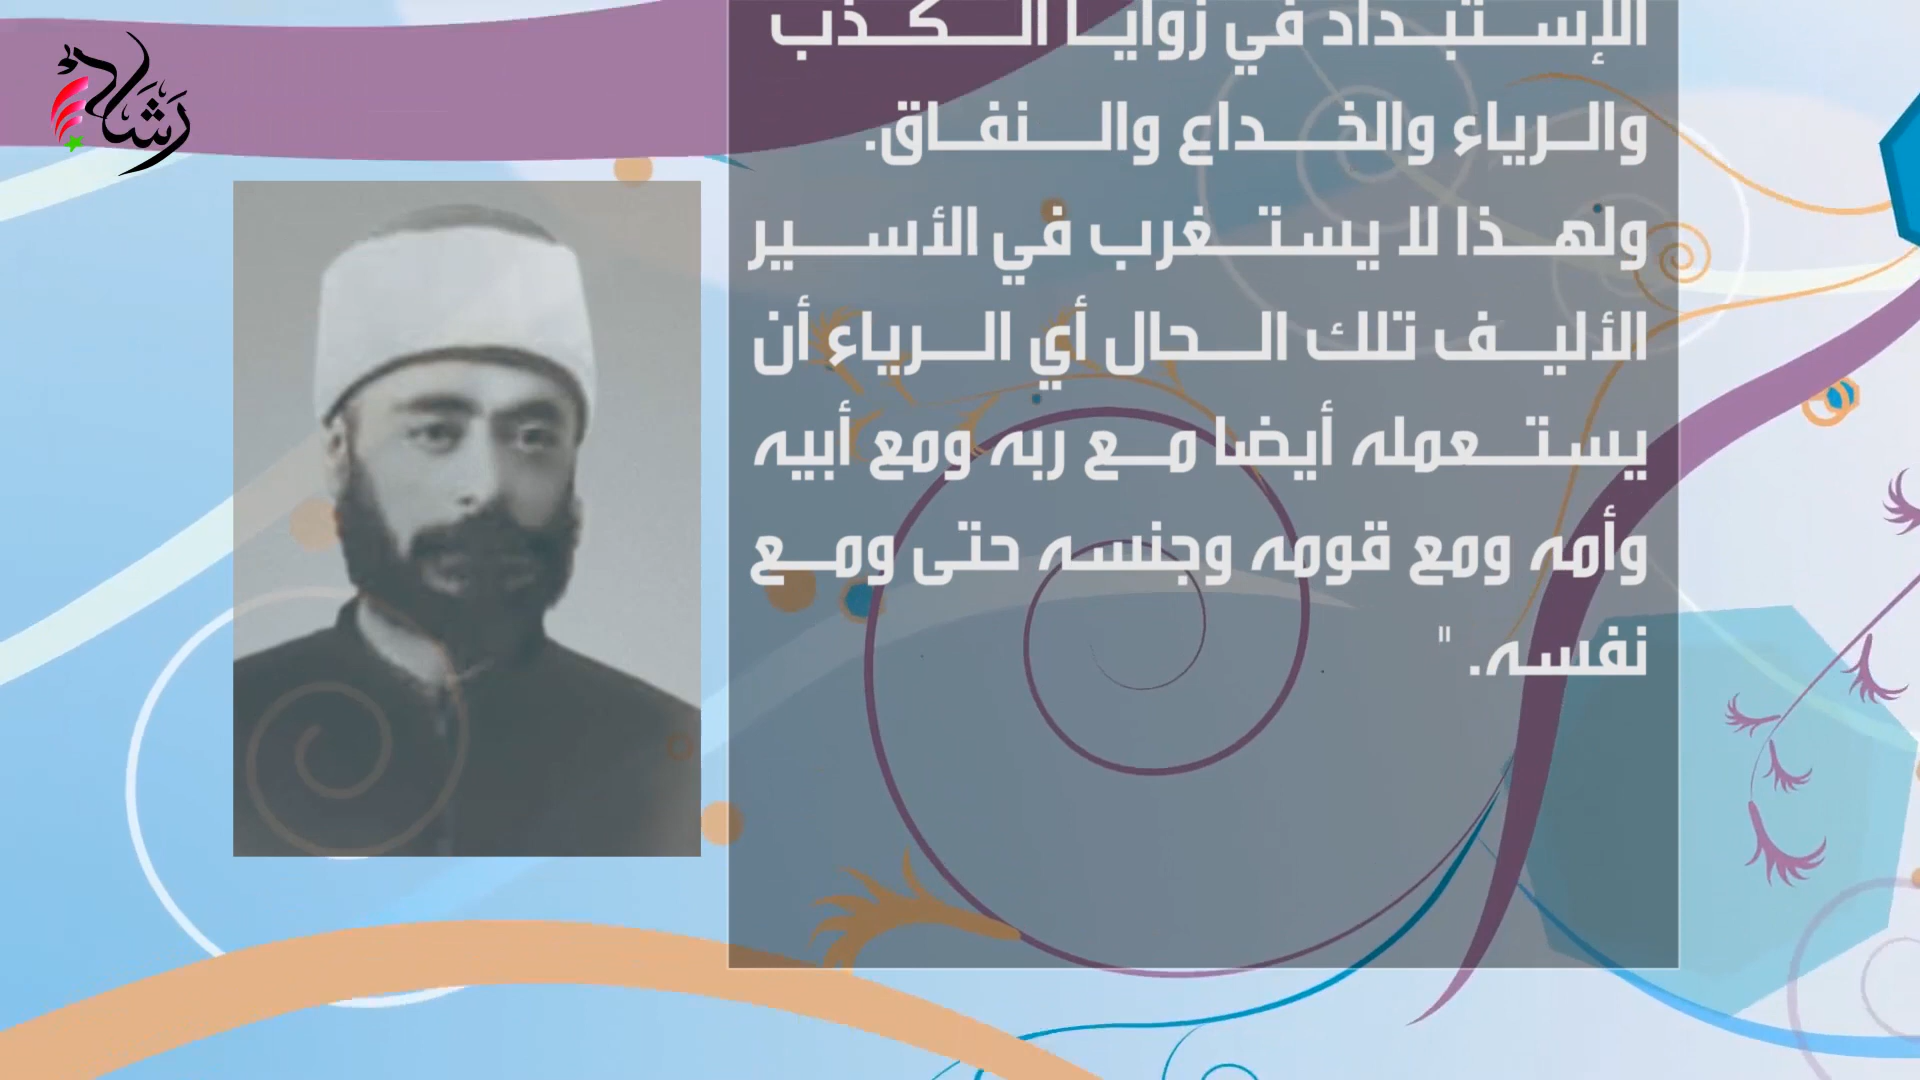 رشاد
الإستبداد في زوايا الكذب
والرياء والخداع والنفاق.
ولهذا لا يستغرب في الأسير
الأليف تلك الحال أي الرياء أن
يستعمله أيضا مع ربه ومع أبيه
وأمه ومع قومه وجنسه حتى ومع
نفسه. "